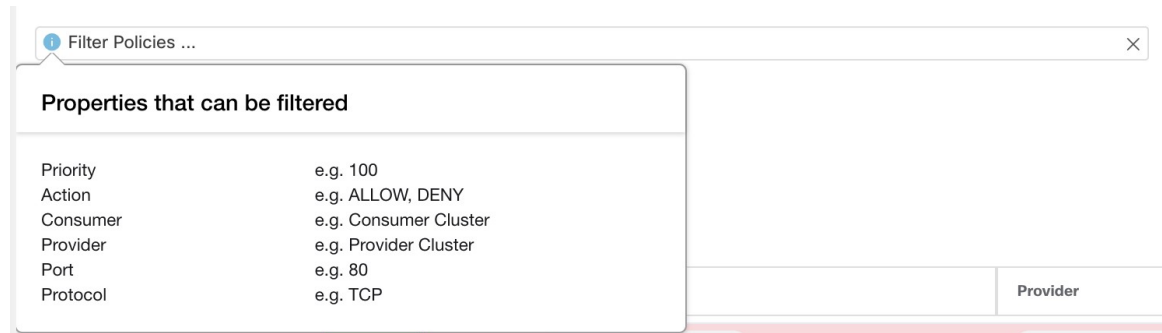 Filter Policies ...
Properties that can be filtered
Priority e.g. 100
Action e.g. ALLOW, DENY
Consumer e.g. Consumer Cluster
Provider e.g. Provider Cluster
Port e.g. 80
Protocol e.g. TCP
Provider